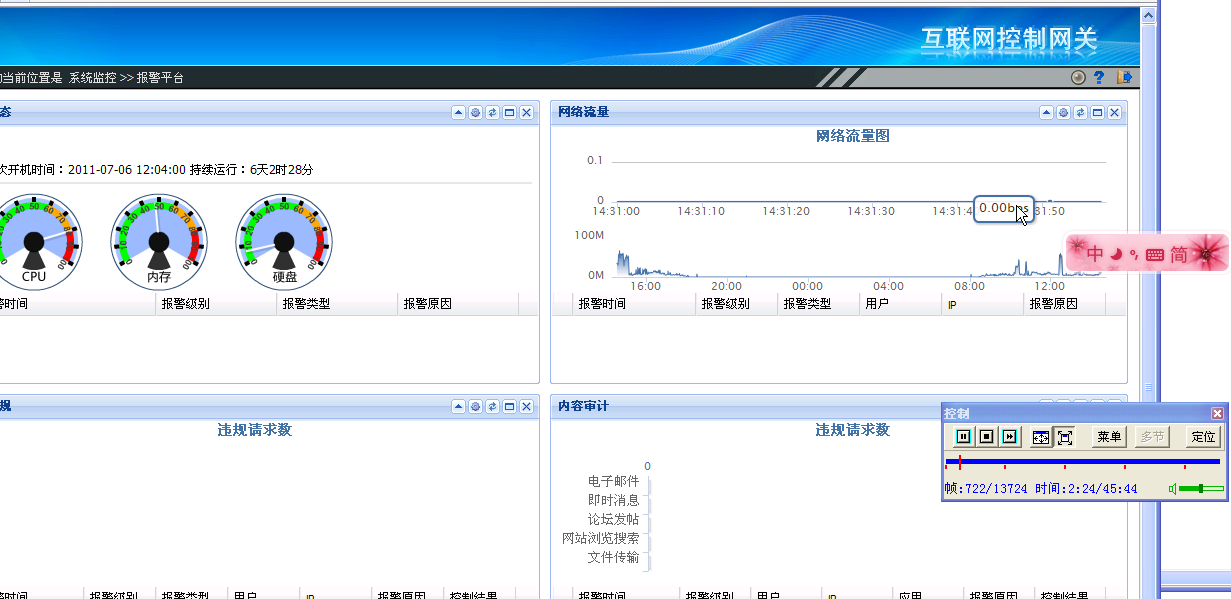 互联网控制网关
当前位置是 系统监控 >> 报警平台
态
网络流量
网络流量图
次开机时间：2011-07-06 12:04:00 持续运行：6天2时28分
0.1
0
0.00bps
14:31:00 14:31:10 14:31:20 14:31:30 14:31:4 31:50
100M
0M
16:00 20:00 00:00 04:00 08:00 12:00
CPU 内存 硬盘
中 简
警时间 报警级别 报警类型 报警原因
报警时间 报警级别 报警类型 用户 IP 报警原因
规
内容审计
违规请求数
违规请求数
0
电子邮件
即时消息
论坛发帖
网站浏览搜索
文件传输
控制
菜单 多节 定位
帧:722/13724 时间:2:24/45:44
警时间 报警级别 报警类型 用户 IP 报警原因 控制结果
报警时间 报警级别 用户 IP 应用 报警原因 控制结果